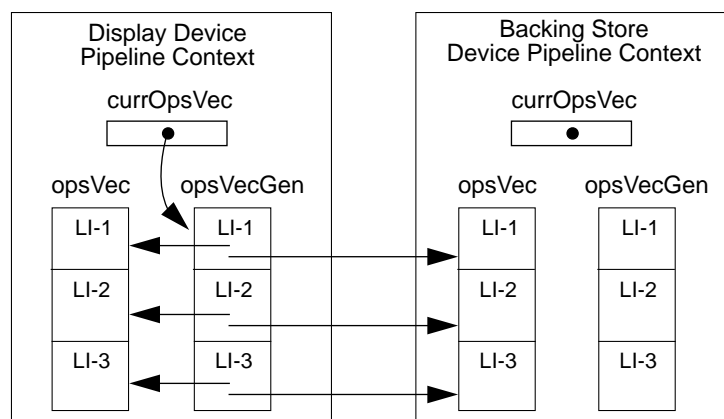 Display Device
Pipeline Context
currOpsVec
opsVec opsVecGen
LI-1 LI-1
LI-2 LI-2
LI-3 LI-3
Backing Store
Device Pipeline Context
currOpsVec
opsVec opsVecGen
LI-1 LI-1
LI-2 LI-2
LI-3 LI-3